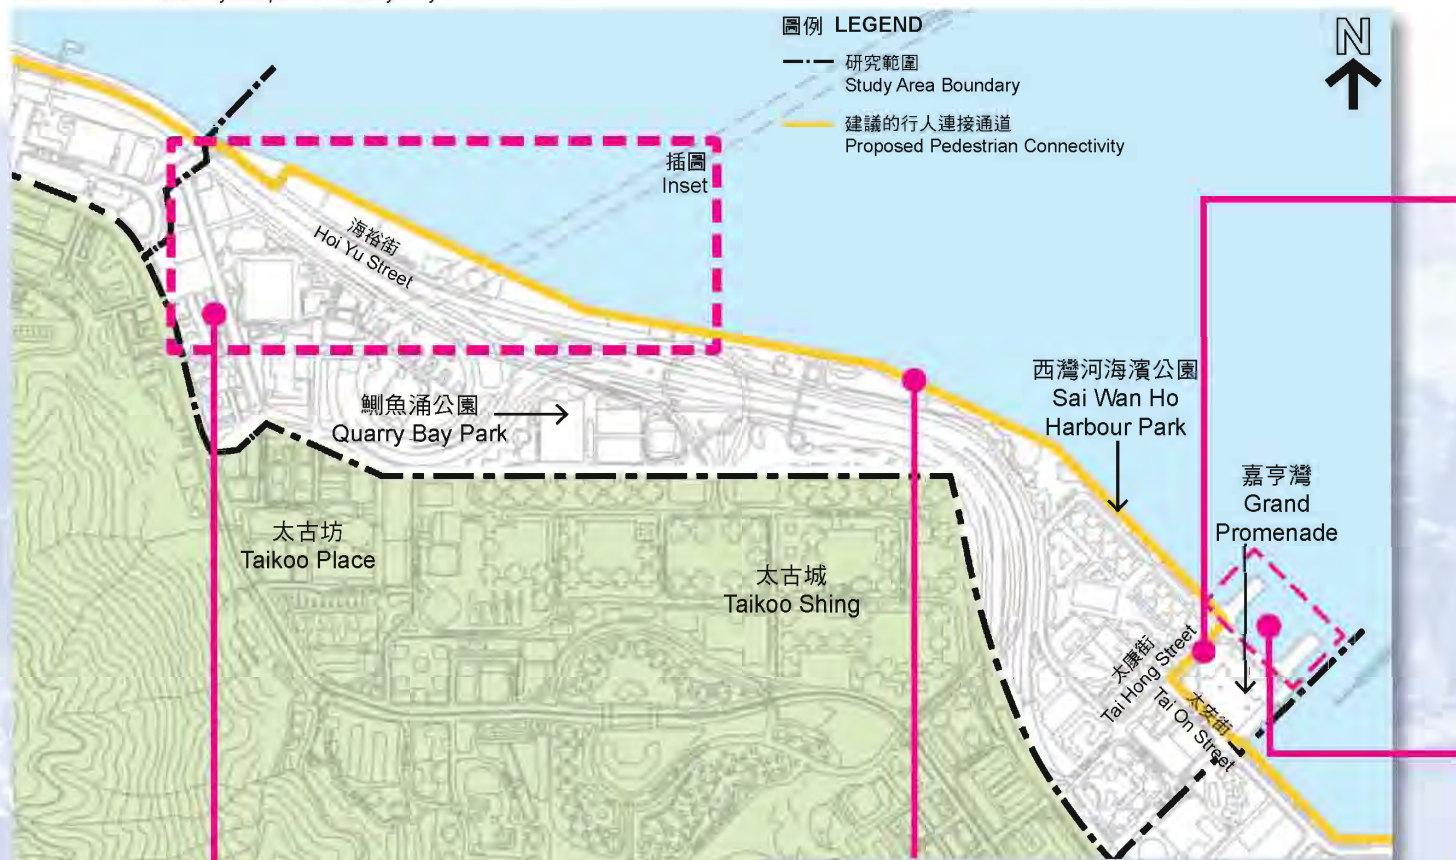 圖例 LEGEND
研究範圍
Study Area Boundary
建議的行人連接通道
Proposed Pedestrian Connectivity
N
插圖
Inset
海裕街
Hoi Yu Street
鰂魚涌公園
Quarry Bay Park
西灣河海濱公園
Sai Wan Ho
Harbour Park
嘉亨灣
Grand
Promenade
太古坊
Taikoo Place
太古城
Taikoo Shing
太康街
Tai Hong Street
太安街
Tai On Street